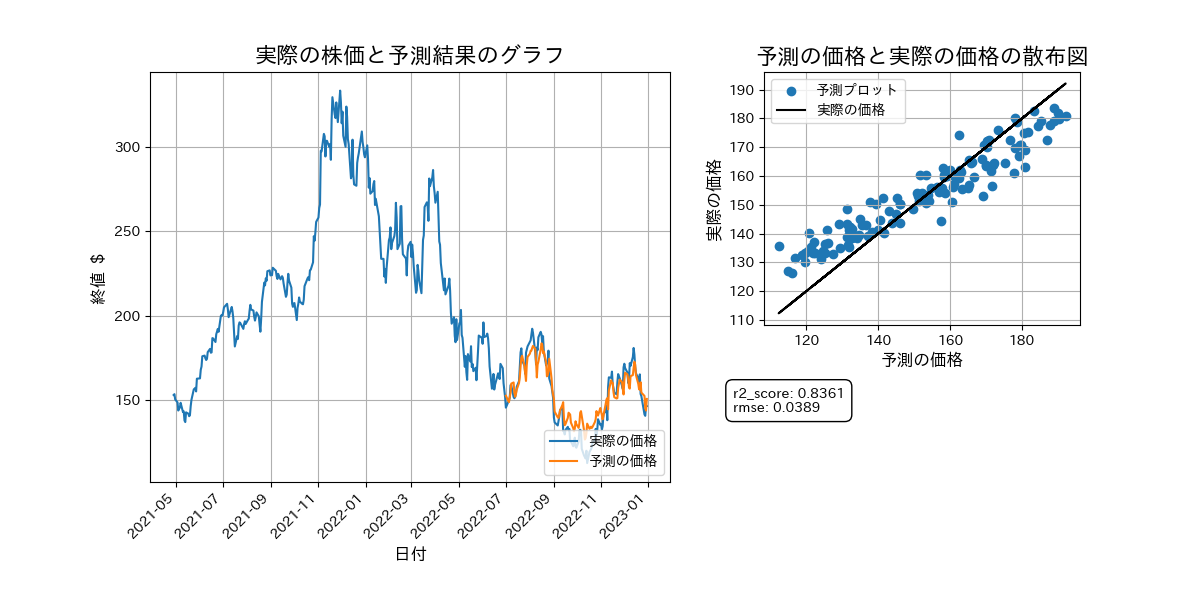 実際の株価と予測結果のグラフ
終値 $
300
250
200
150
2021-05
2021-07
2021-09
2021-11
2022-01
2022-03
2022-05
2022-07
2022-09
2022-11
2023-01
日付
実際の価格
予測の価格
予測の価格と実際の価格の散布図
実際の価格
190
180
170
160
150
140
130
120
110
120
140
160
180
予測の価格
予測プロット
実際の価格
r2_score: 0.8361
rmse: 0.0389